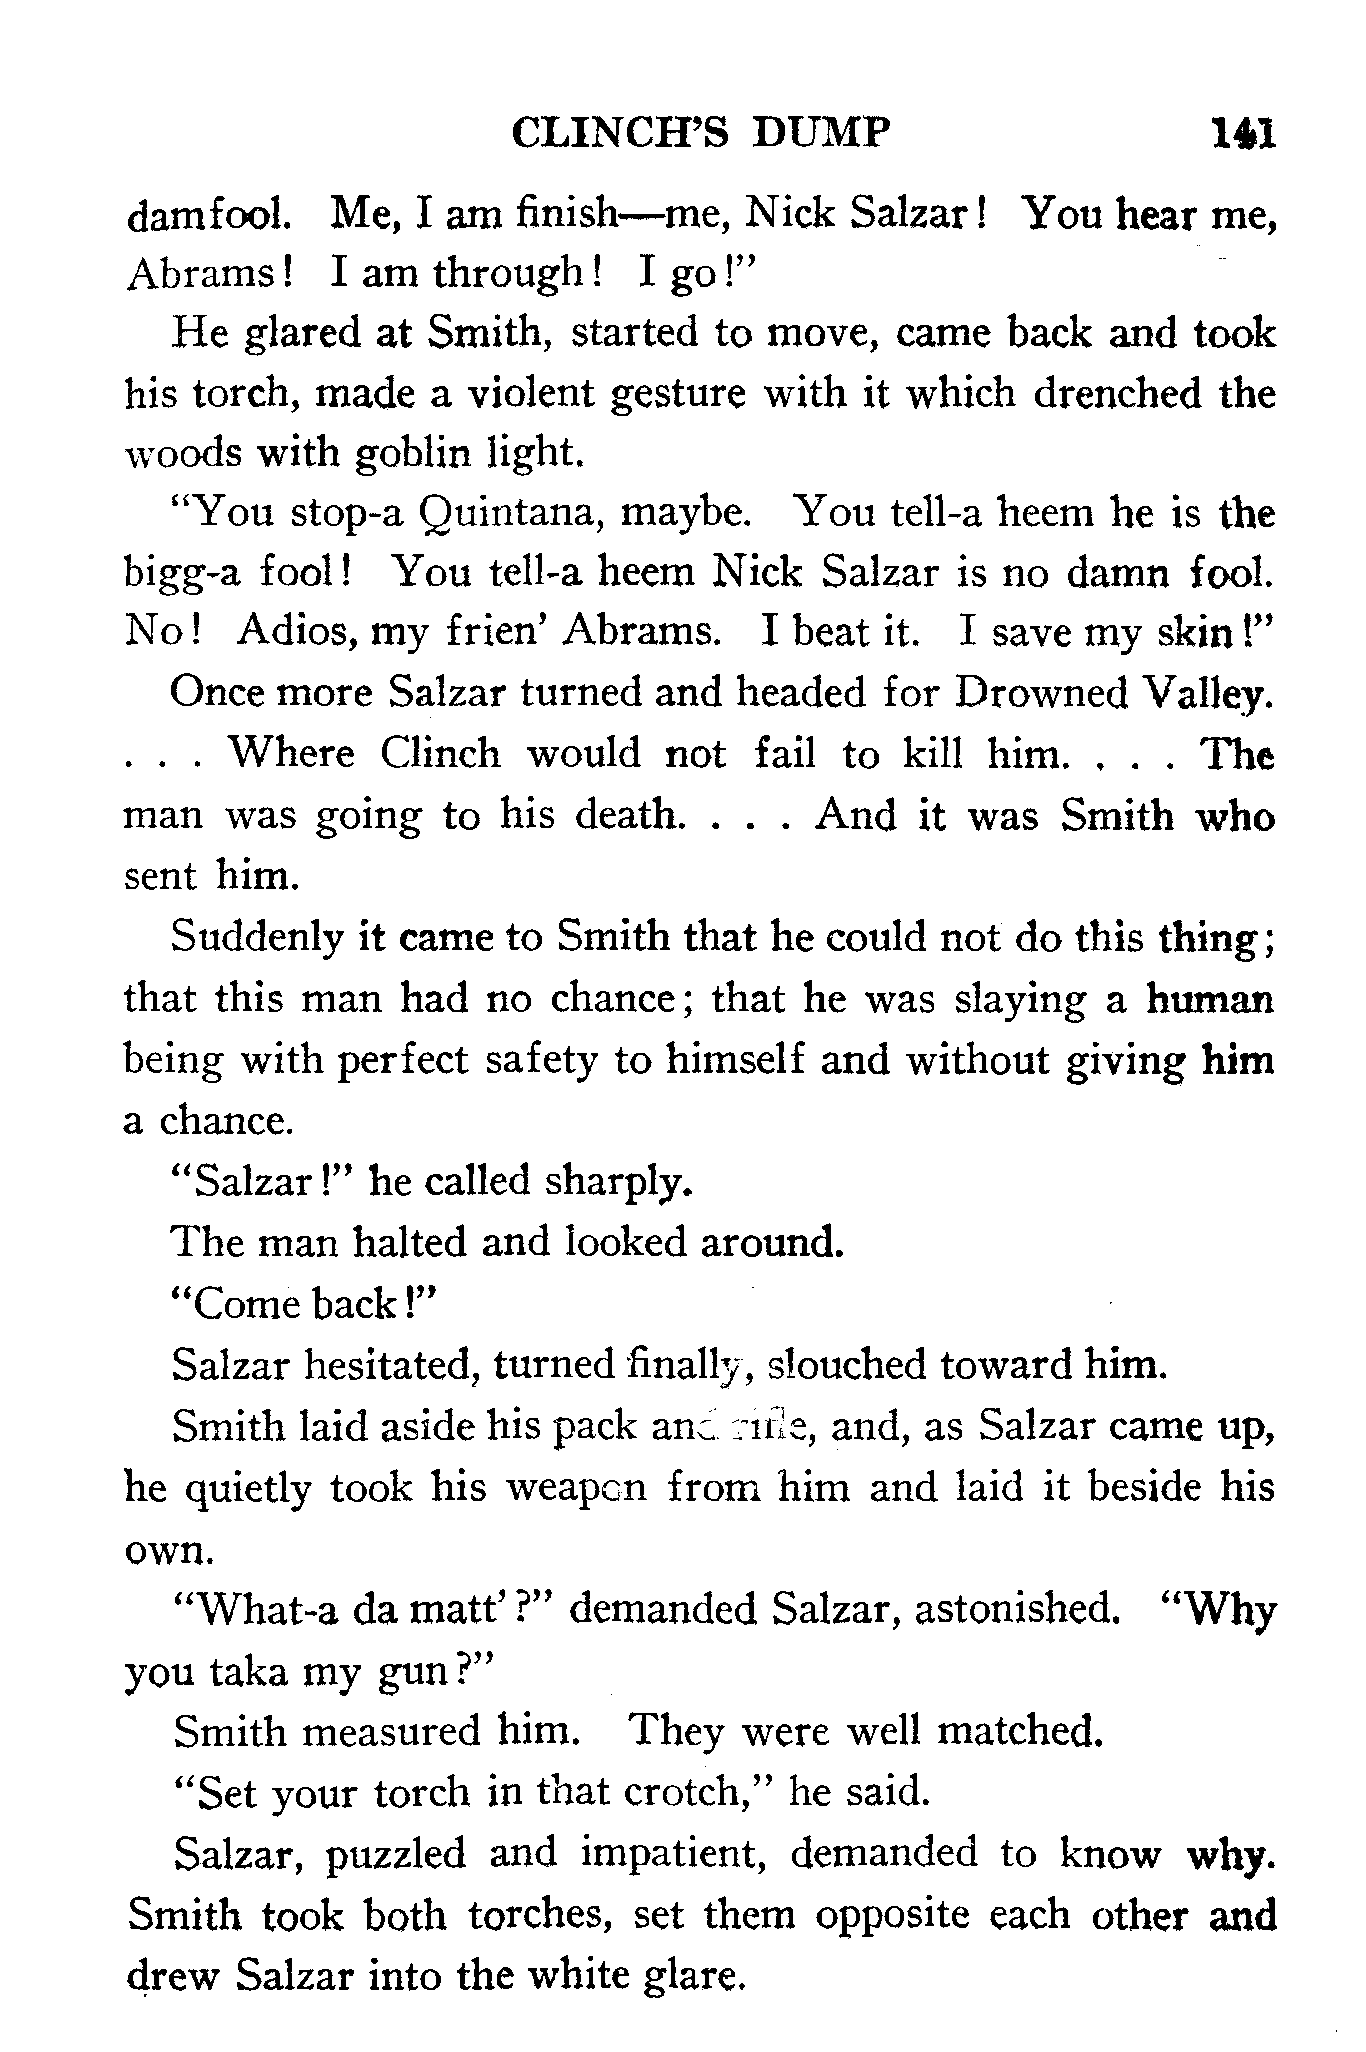 CLINCH'S DUMP 141
damfool. Me, I am finish—me, Nick Salzar! You hear me,
Abrams! I am through! I go!"
He glared at Smith, started to move, came back and took
his torch, made a violent gesture with it which drenched the
woods with goblin light.
"You stop-a Quintana, maybe. You tell-a heem he is the
bigg-a fool! You tell-a heem Nick Salzar is no damn fool.
No! Adios, my frien' Abrams. I beat it. I save my skin!"
Once more Salzar turned and headed for Drowned Valley.
. . . Where Clinch would not fail to kill him. . . . The
man was going to his death. . . . And it was Smith who
sent him.
Suddenly it came to Smith that he could not do this thing;
that this man had no chance; that he was slaying a human
being with perfect safety to himself and without giving him
a chance.
"Salzar!" he called sharply.
The man halted and looked around.
"Come back!"
Salzar hesitated, turned finally, slouched toward him.
Smith laid aside his pack and rifle, and, as Salzar came up,
he quietly took his weapon from him and laid it beside his
own.
"What-a da matt'?" demanded Salzar, astonished. "Why
you taka my gun?"
Smith measured him. They were well matched.
"Set your torch in that crotch," he said.
Salzar, puzzled and impatient, demanded to know why.
Smith took both torches, set them opposite each other and
drew Salzar into the white glare.